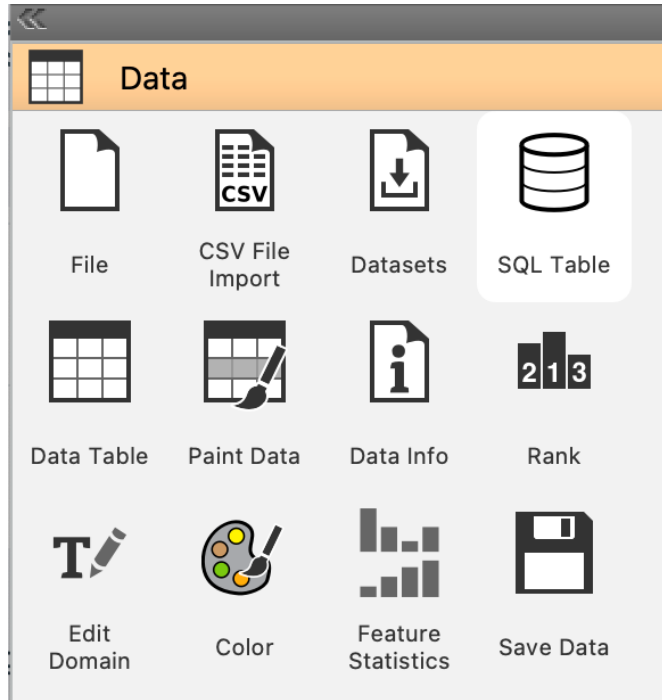 Data
CSV
File
CSV File
Import
Datasets
SQL Table
i
2 1 3
Data Table
Paint Data
Data Info
Rank
T
Edit
Domain
Color
Feature
Statistics
Save Data